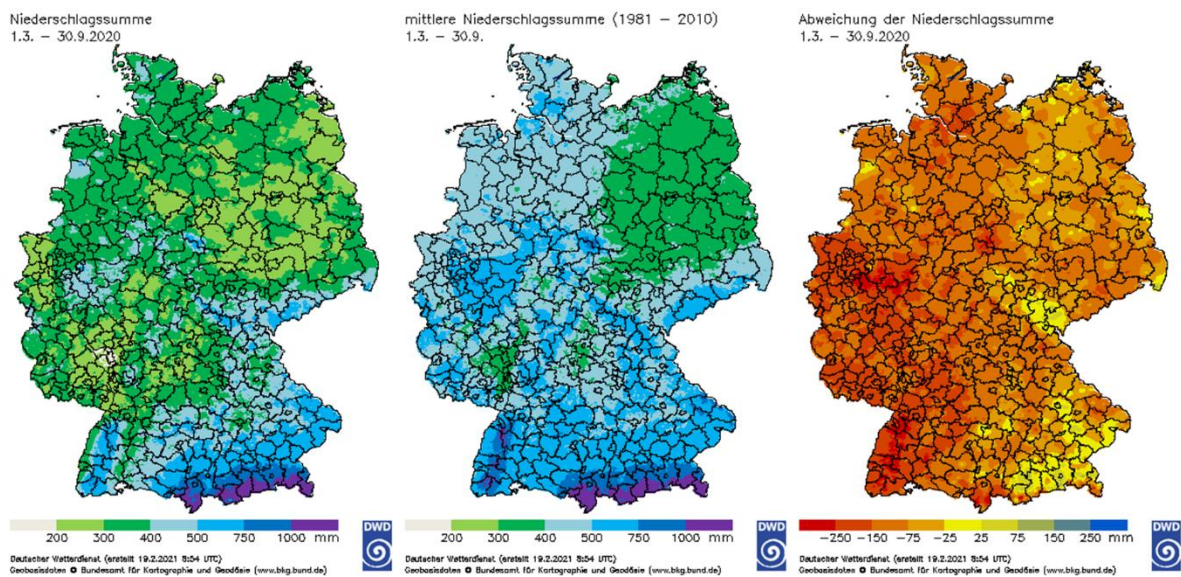 Niederschlagssumme
1.3. – 30.9.2020
200 300 400 500 750 1000 mm
DWD
Deutscher Wetterdienst (erstellt 19.2.2021 8:54 UTC)
Geobasisdaten © Bundesamt für Kartographie und Geodäsie (www.bkg.bund.de)
mittlere Niederschlagssumme (1981 – 2010)
1.3. – 30.9.
200 300 400 500 750 1000 mm
DWD
Deutscher Wetterdienst (erstellt 19.2.2021 8:54 UTC)
Geobasisdaten © Bundesamt für Kartographie und Geodäsie (www.bkg.bund.de)
Abweichung der Niederschlagssumme
1.3. – 30.9.2020
−250 −150 −75 −25 25 75 150 250 mm
DWD
Deutscher Wetterdienst (erstellt 19.2.2021 8:54 UTC)
Geobasisdaten © Bundesamt für Kartographie und Geodäsie (www.bkg.bund.de)